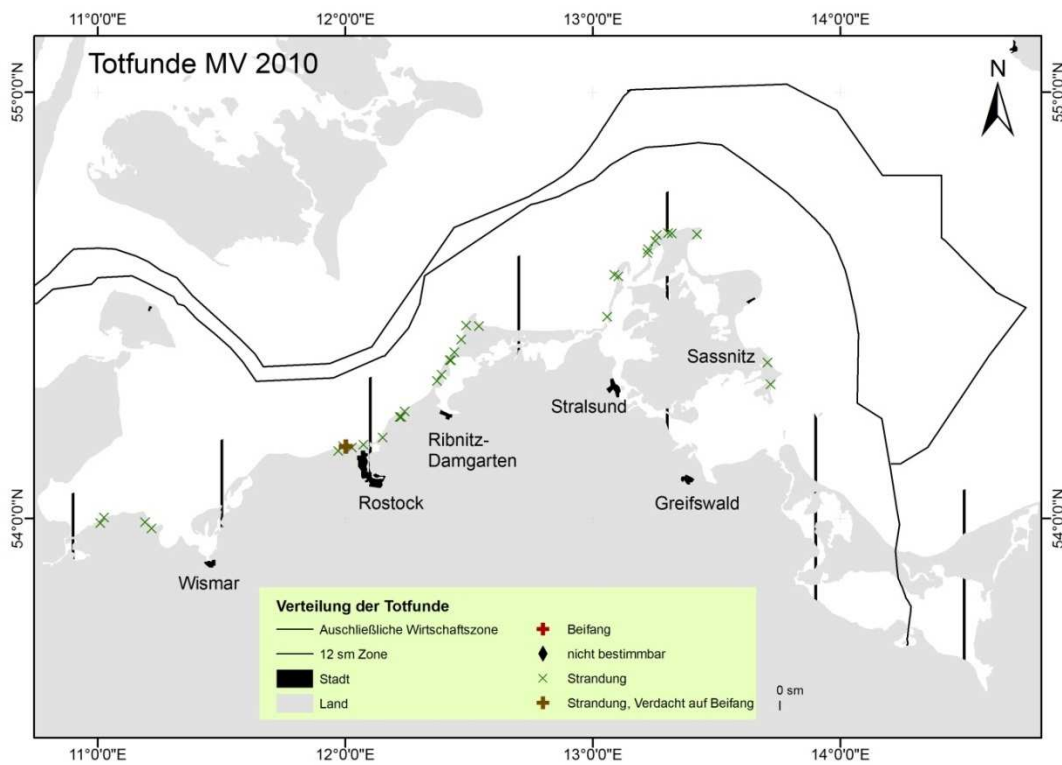 11°0'0"E 12°0'0"E 13°0'0"E 14°0'0"E
Totfunde MV 2010
N
55°0'0"N 55°0'0"N
Sassnitz
Stralsund
Ribnitz-
Damgarten
Rostock
Greifswald
54°0'0"N 54°0'0"N
Wismar
Verteilung der Totfunde
Auschließliche Wirtschaftszone
12 sm Zone
Stadt
Land
Beifang
nicht bestimmbar
Strandung
Strandung, Verdacht auf Beifang
0 sm
11°0'0"E 12°0'0"E 13°0'0"E 14°0'0"E